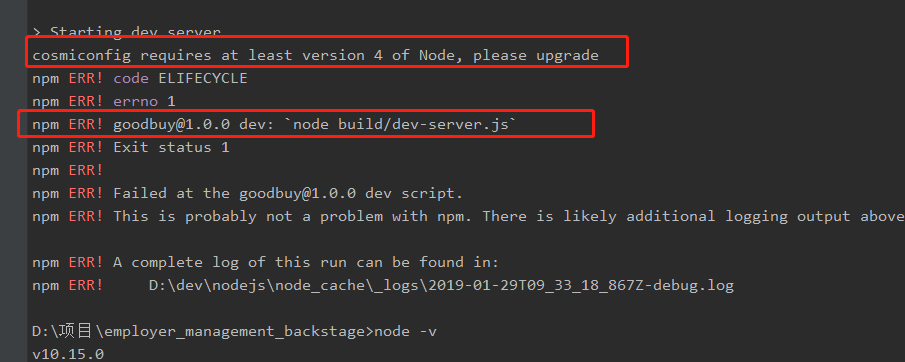 > Starting dev server
cosmiconfig requires at least version 4 of Node, please upgrade
npm ERR! code ELIFECYCLE
npm ERR! errno 1
npm ERR! goodbuy@1.0.0 dev: `node build/dev-server.js`
npm ERR! Exit status 1
npm ERR!
npm ERR! Failed at the goodbuy@1.0.0 dev script.
npm ERR! This is probably not a problem with npm. There is likely additional logging output above
npm ERR! A complete log of this run can be found in:
npm ERR!     D:\dev\nodejs\node_cache\_logs\2019-01-29T09_33_18_867Z-debug.log
D:\项目\employer_management_backstage>node -v
v10.15.0